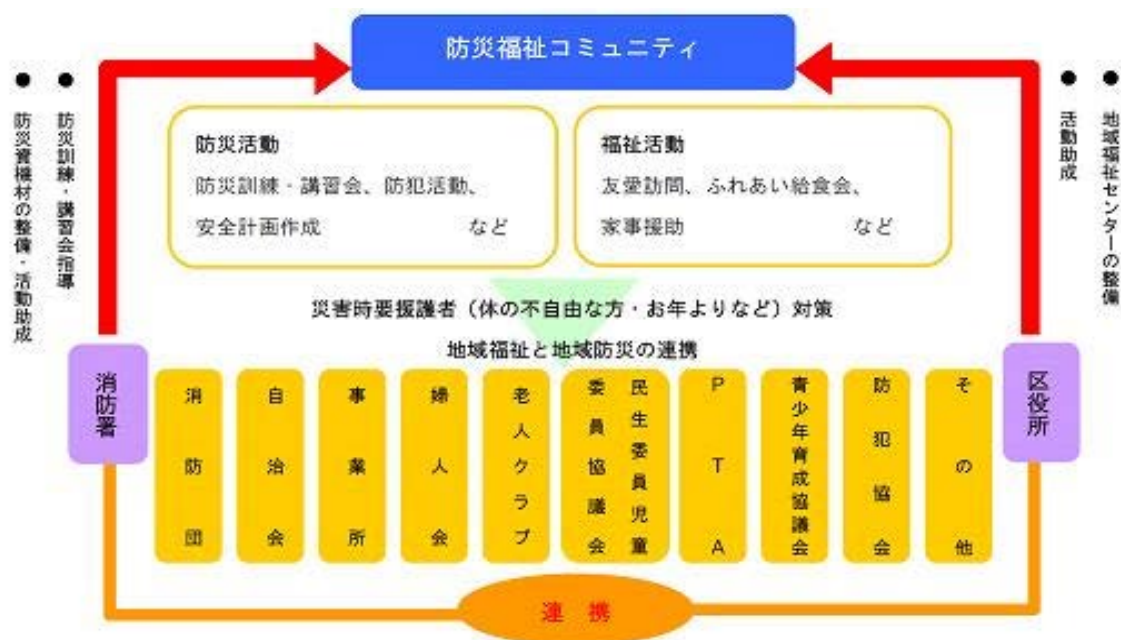 防災福祉コミュニティ
● 防災訓練・講習会指導
● 防災資機材の整備・活動助成
● 地域福祉センターの整備
● 活動助成
防災活動
防災訓練・講習会、防犯活動、
安全計画作成 など
福祉活動
友愛訪問、ふれあい給食会、
家事援助 など
災害時要援護者（体の不自由な方・お年よりなど）対策
地域福祉と地域防災の連携
消防署
消防団
自治会
事業所
婦人会
老人クラブ
民生委員児童
委員協議会
PTA
青少年育成協議会
防犯協会
その他
区役所
連携